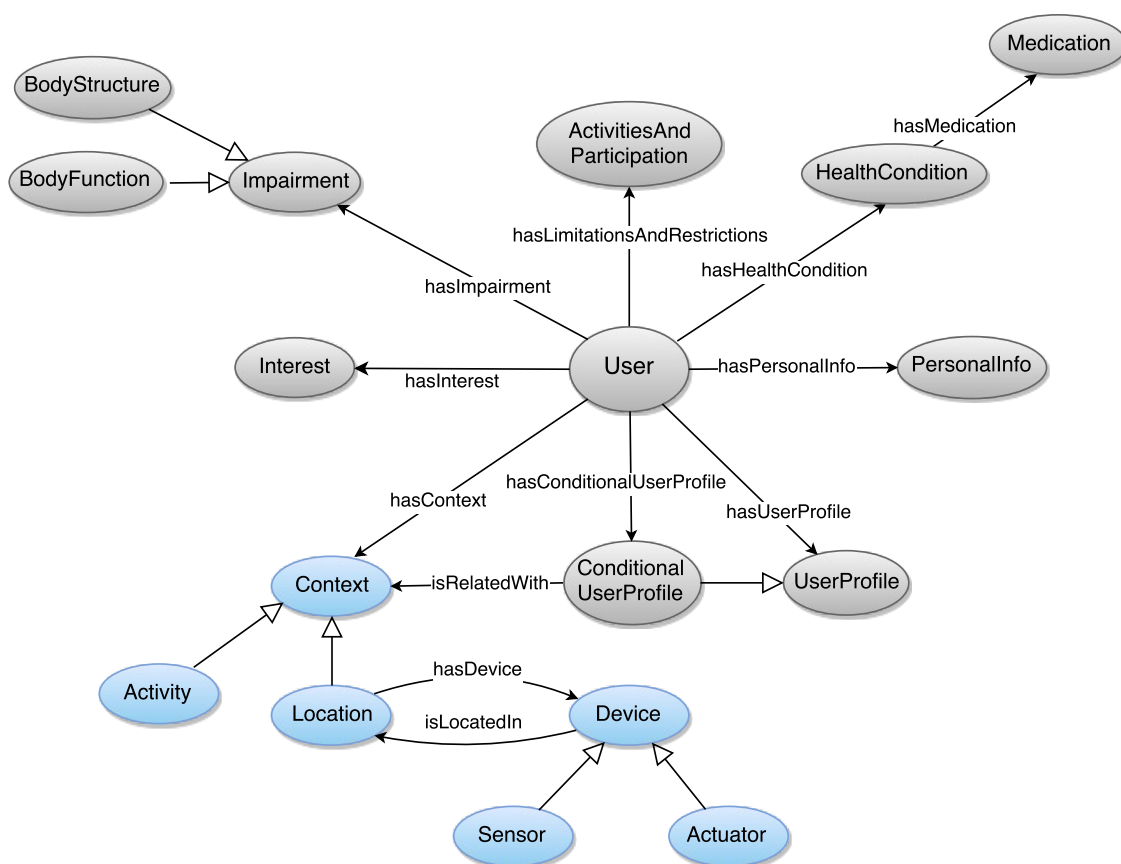 Medication
BodyStructure
hasMedication
ActivitiesAnd
Participation
HealthCondition
BodyFunction
Impairment
hasLimitationsAndRestrictions
hasHealthCondition
hasImpairment
Interest
hasInterest
User
hasPersonalInfo
PersonalInfo
hasContext
hasConditionalUserProfile
hasUserProfile
Context
isRelatedWith
Conditional
UserProfile
UserProfile
Activity
Location
hasDevice
isLocatedIn
Device
Sensor
Actuator